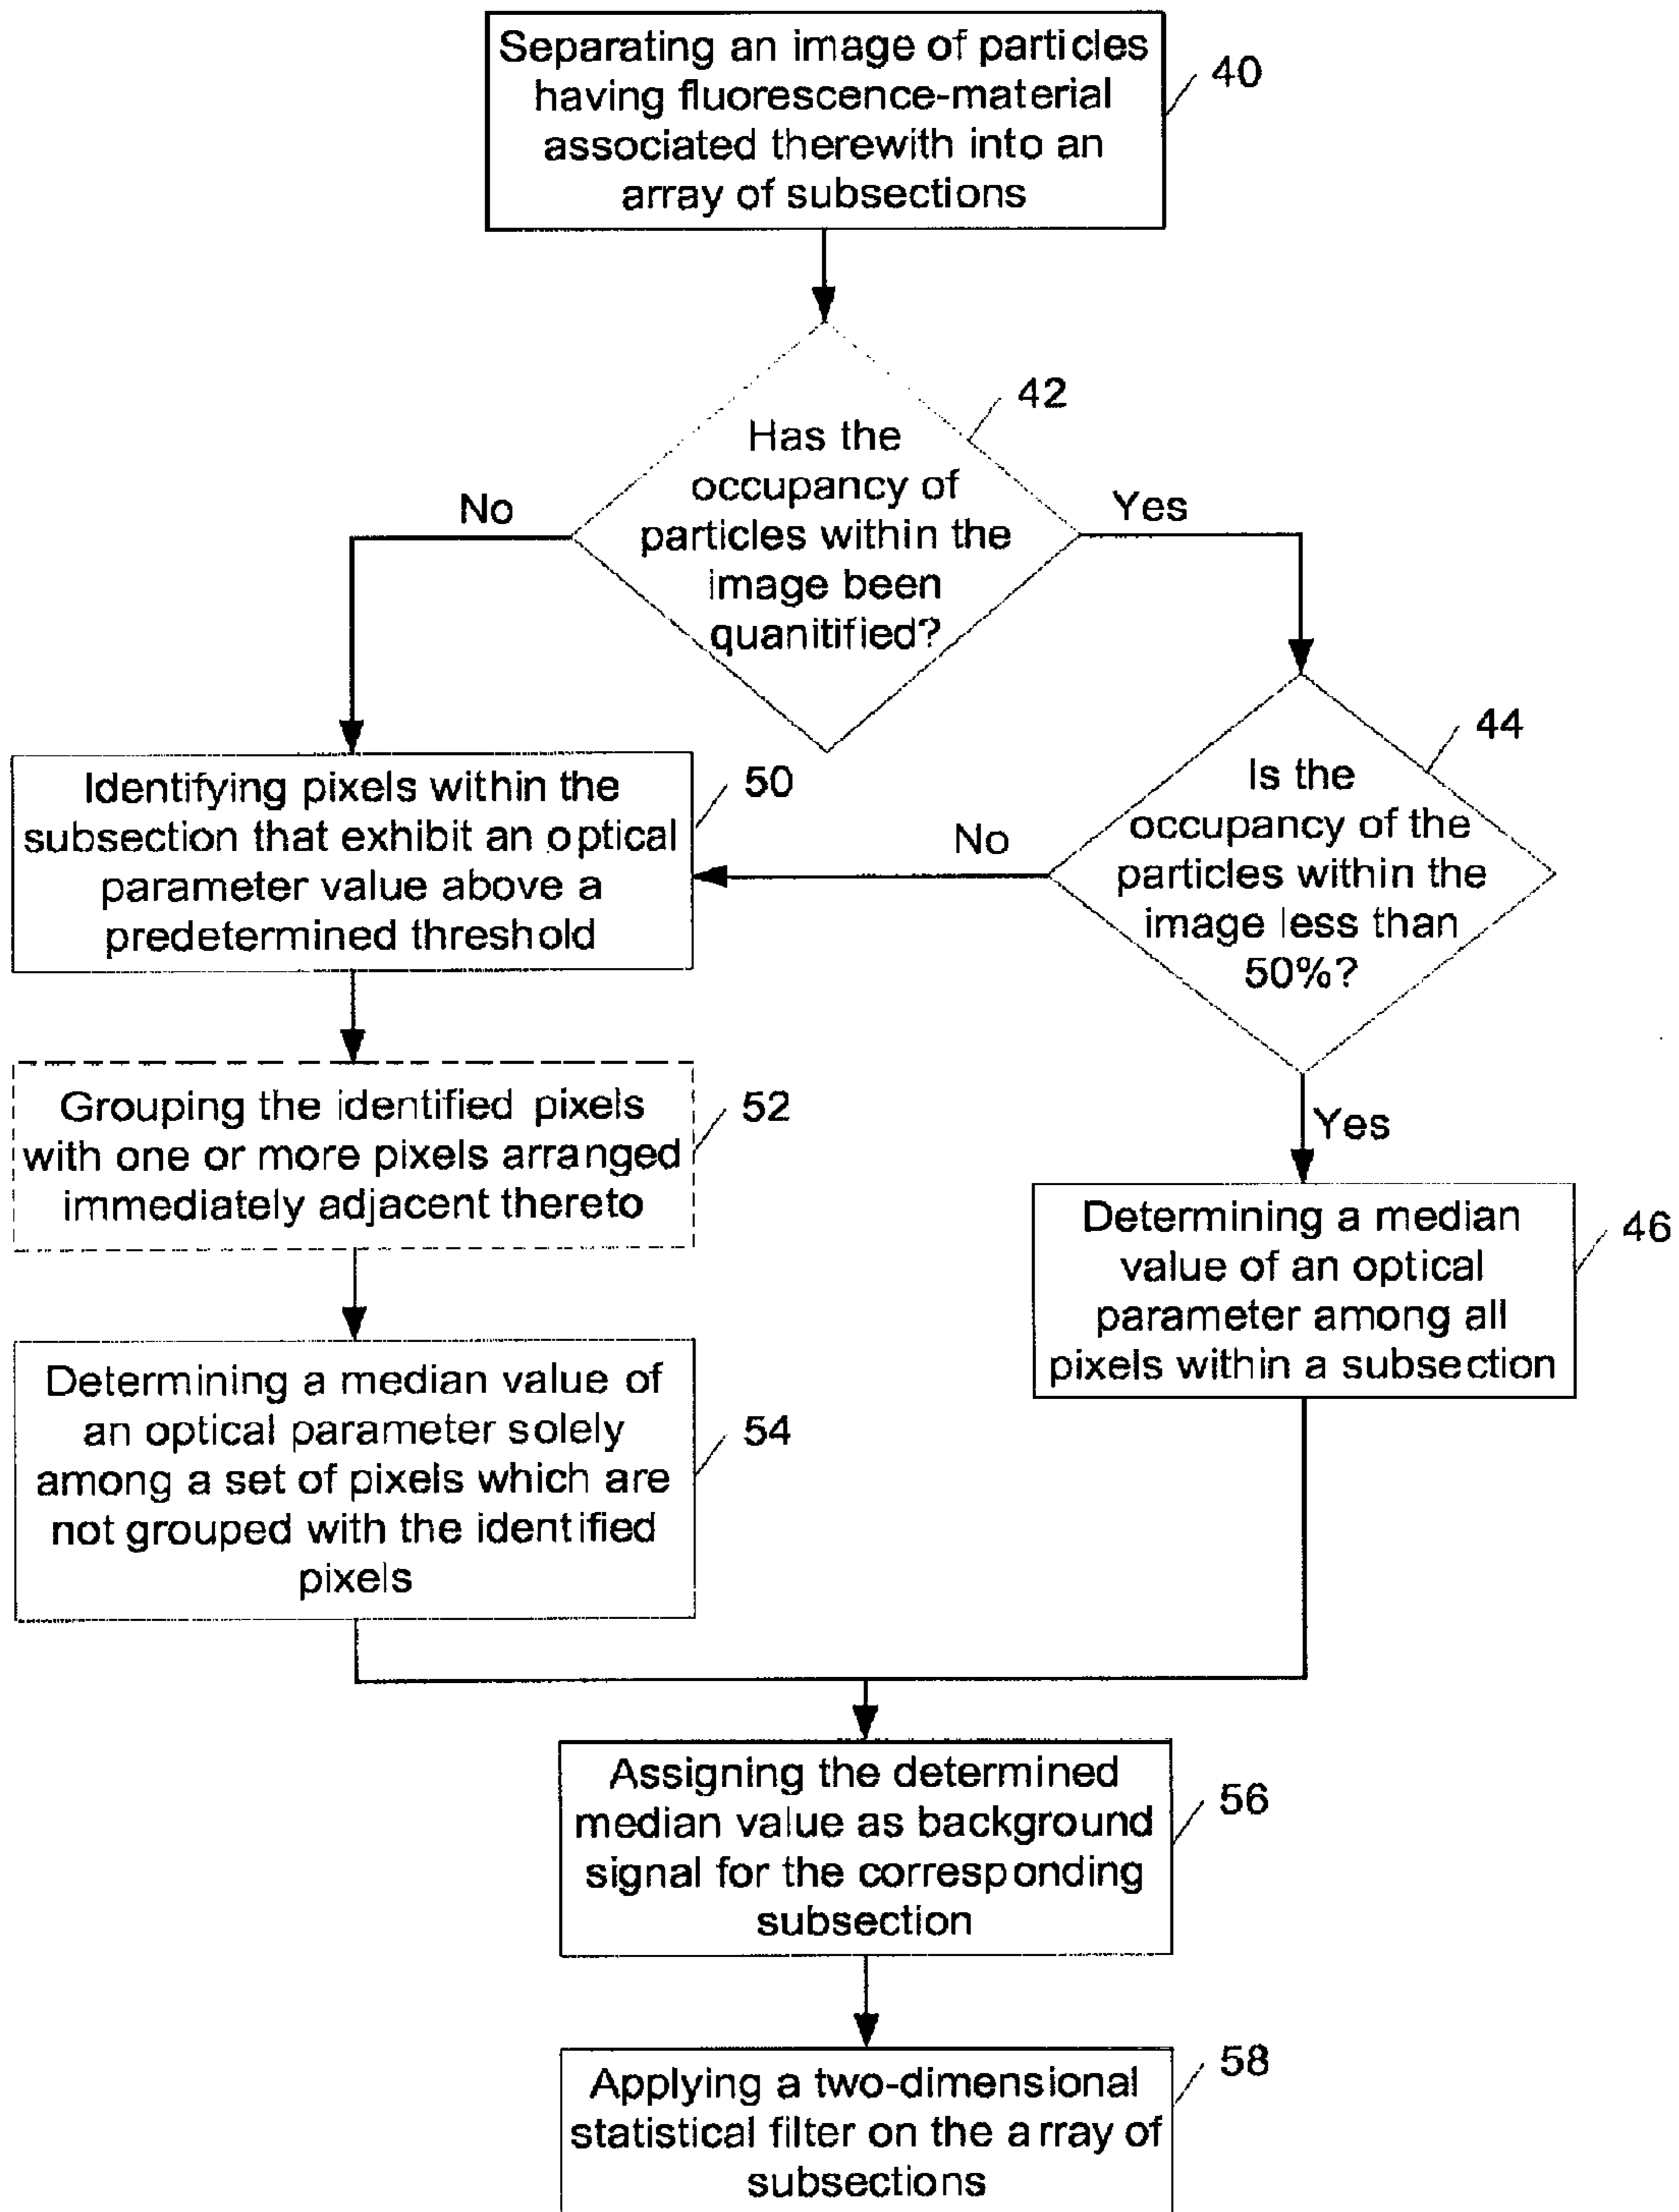 Separating an image of particles
having fluorescence-material
associated therewith into an
array of subsections
40
Has the
occupancy of
particles within the
image been
quanitified?
42
No
Yes
Is the
occupancy of the
particles within the
image less than
50%?
44
No
Yes
Identifying pixels within the
subsection that exhibit an optical
parameter value above a
predetermined threshold
50
Grouping the identified pixels
with one or more pixels arranged
immediately adjacent thereto
52
Determining a median
value of an optical
parameter among all
pixels within a subsection
46
Determining a median value of
an optical parameter solely
among a set of pixels which are
not grouped with the identified
pixels
54
Assigning the determined
median value as background
signal for the corresponding
subsection
56
Applying a two-dimensional
statistical filter on the array of
subsections
58